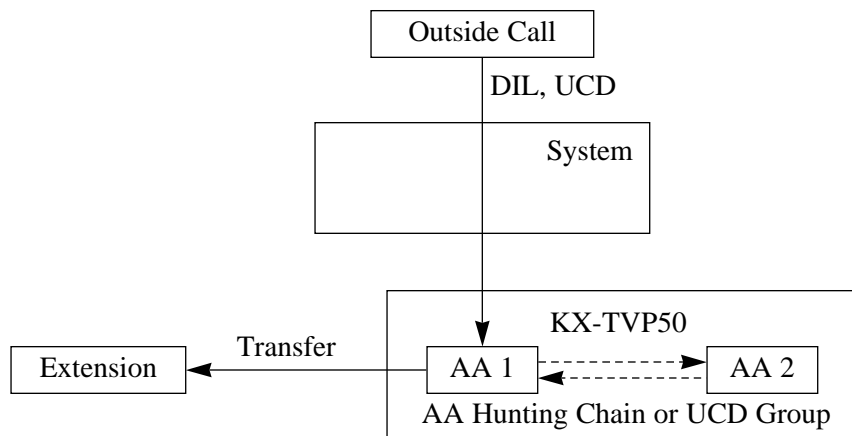 Outside Call
DIL, UCD
System
KX-TVP50
Transfer
Extension
AA 1
AA 2
AA Hunting Chain or UCD Group